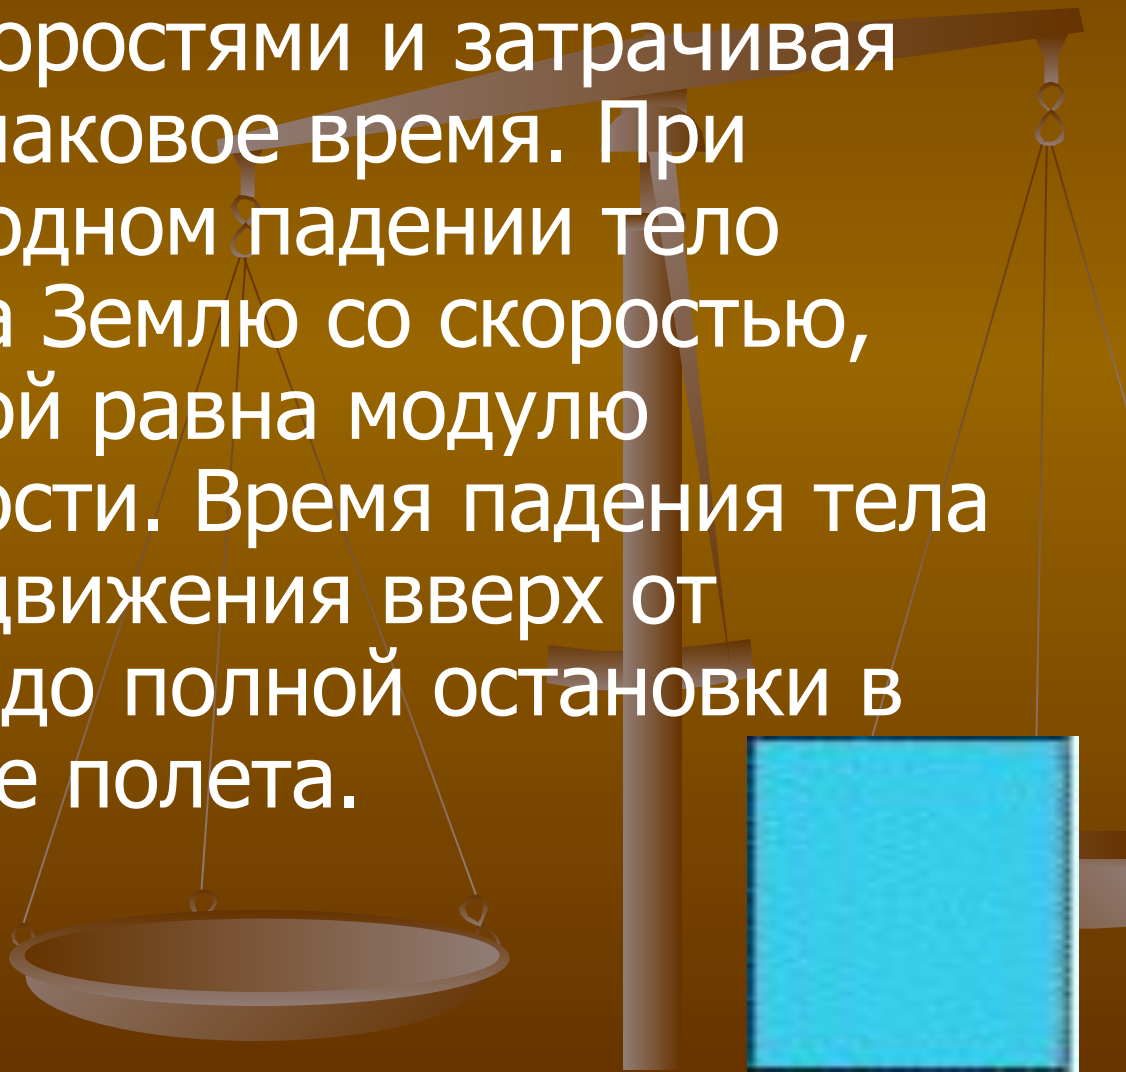 оростями и затрачивая
наковое время. При
одном падении тело
а Землю со скоростью,
ой равна модулю
ости. Время падения тела
движения вверх от
до полной остановки в
е полета.